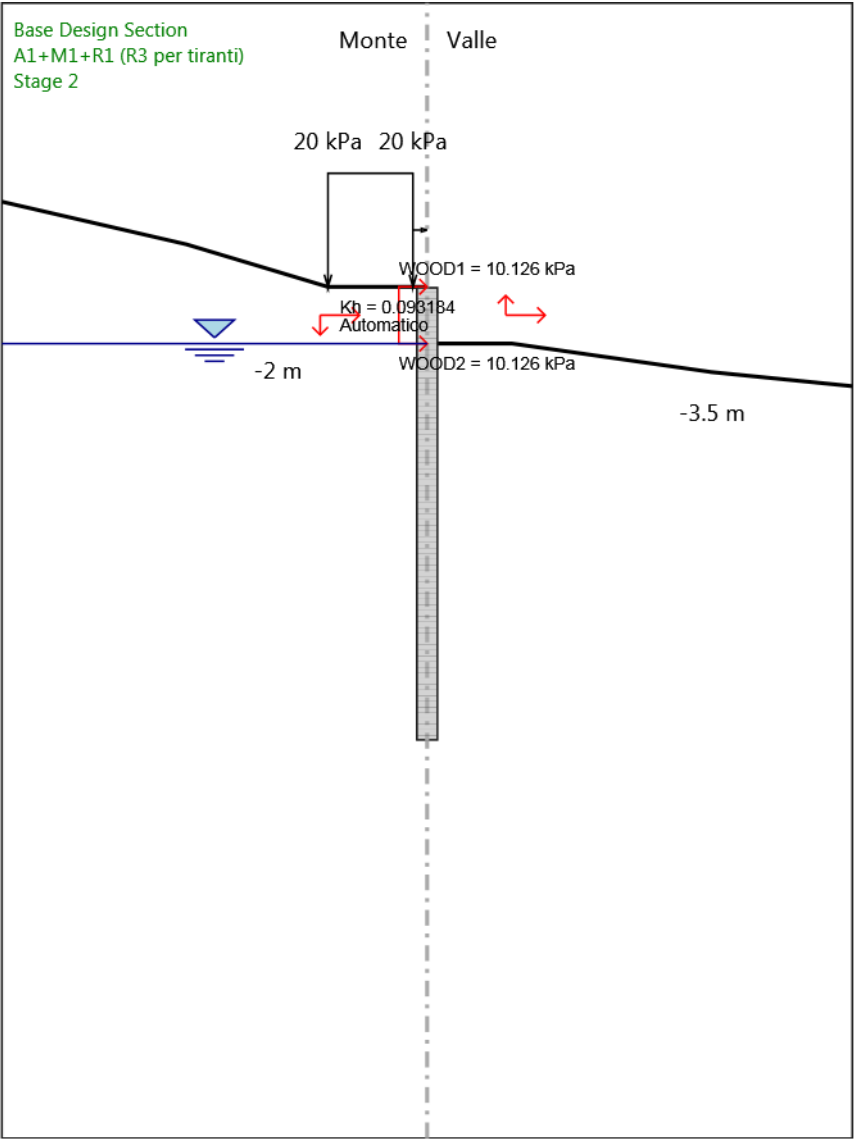 Base Design Section
A1+M1+R1 (R3 per tiranti)
Stage 2
Monte
Valle
20 kPa
20 kPa
WOOD1 = 10.126 kPa
Kh = 0.093184
Automatico
WOOD2 = 10.126 kPa
-2 m
-3.5 m